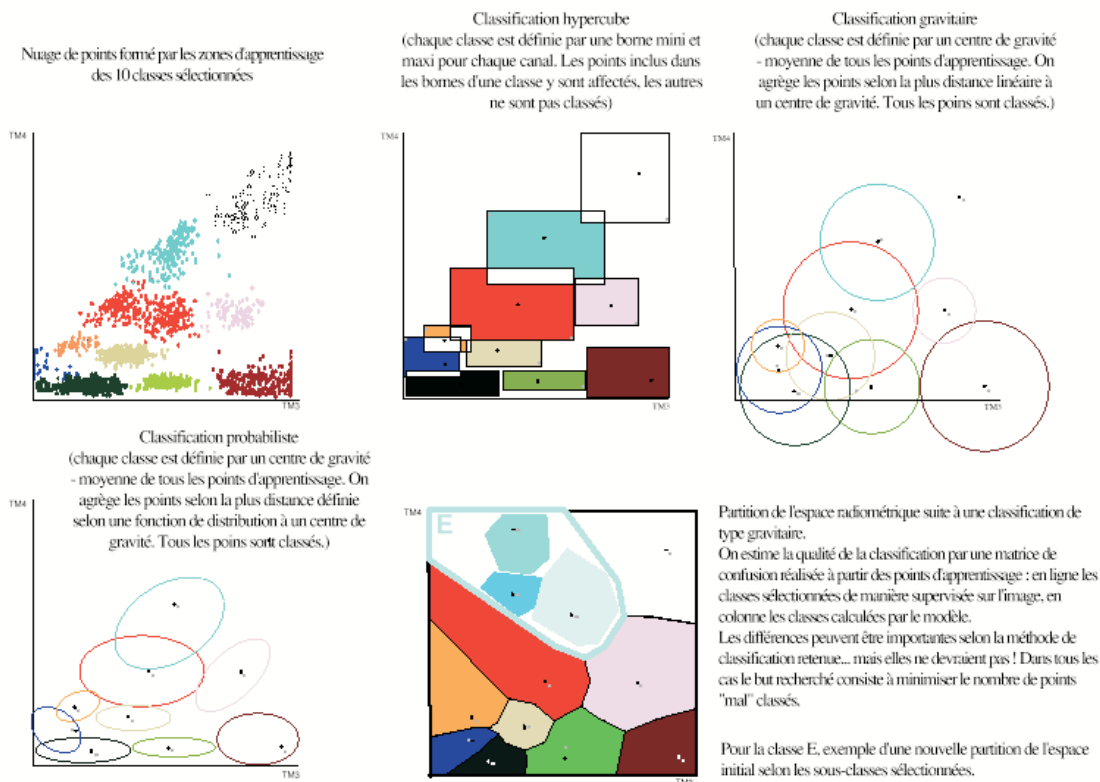 Nuage de points formé par les zones d'apprentissage
des 10 classes sélectionnées
TM4
TM3
Classification hypercube
(chaque classe est définie par une borne mini et
maxi pour chaque canal. Les points inclus dans
les bornes d'une classe y sont affectés, les autres
ne sont pas classés)
TM4
TM3
Classification gravitaire
(chaque classe est définie par un centre de gravité
- moyenne de tous les points d'apprentissage. On
agrège les points selon la plus distance linéaire à
un centre de gravité. Tous les poins sont classés.)
TM4
TM3
Classification probabiliste
(chaque classe est définie par un centre de gravité
- moyenne de tous les points d'apprentissage. On
agrège les points selon la plus distance définie
selon une fonction de distribution à un centre de
gravité. Tous les poins sont classés.)
TM4
TM3
TM4
E
Partition de l'espace radiométrique suite à une classification de
type gravitaire.
On estime la qualité de la classification par une matrice de
confusion réalisée à partir des points d'apprentissage : en ligne les
classes sélectionnées de manière supervisée sur l'image, en
colonne les classes calculées par le modèle.
Les différences peuvent être importantes selon la méthode de
classification retenue... mais elles ne devraient pas ! Dans tous les
cas le but recherché consiste à minimiser le nombre de points
"mal" classés.
Pour la classe E, exemple d'une nouvelle partition de l'espace
initial selon les sous-classes sélectionnées.